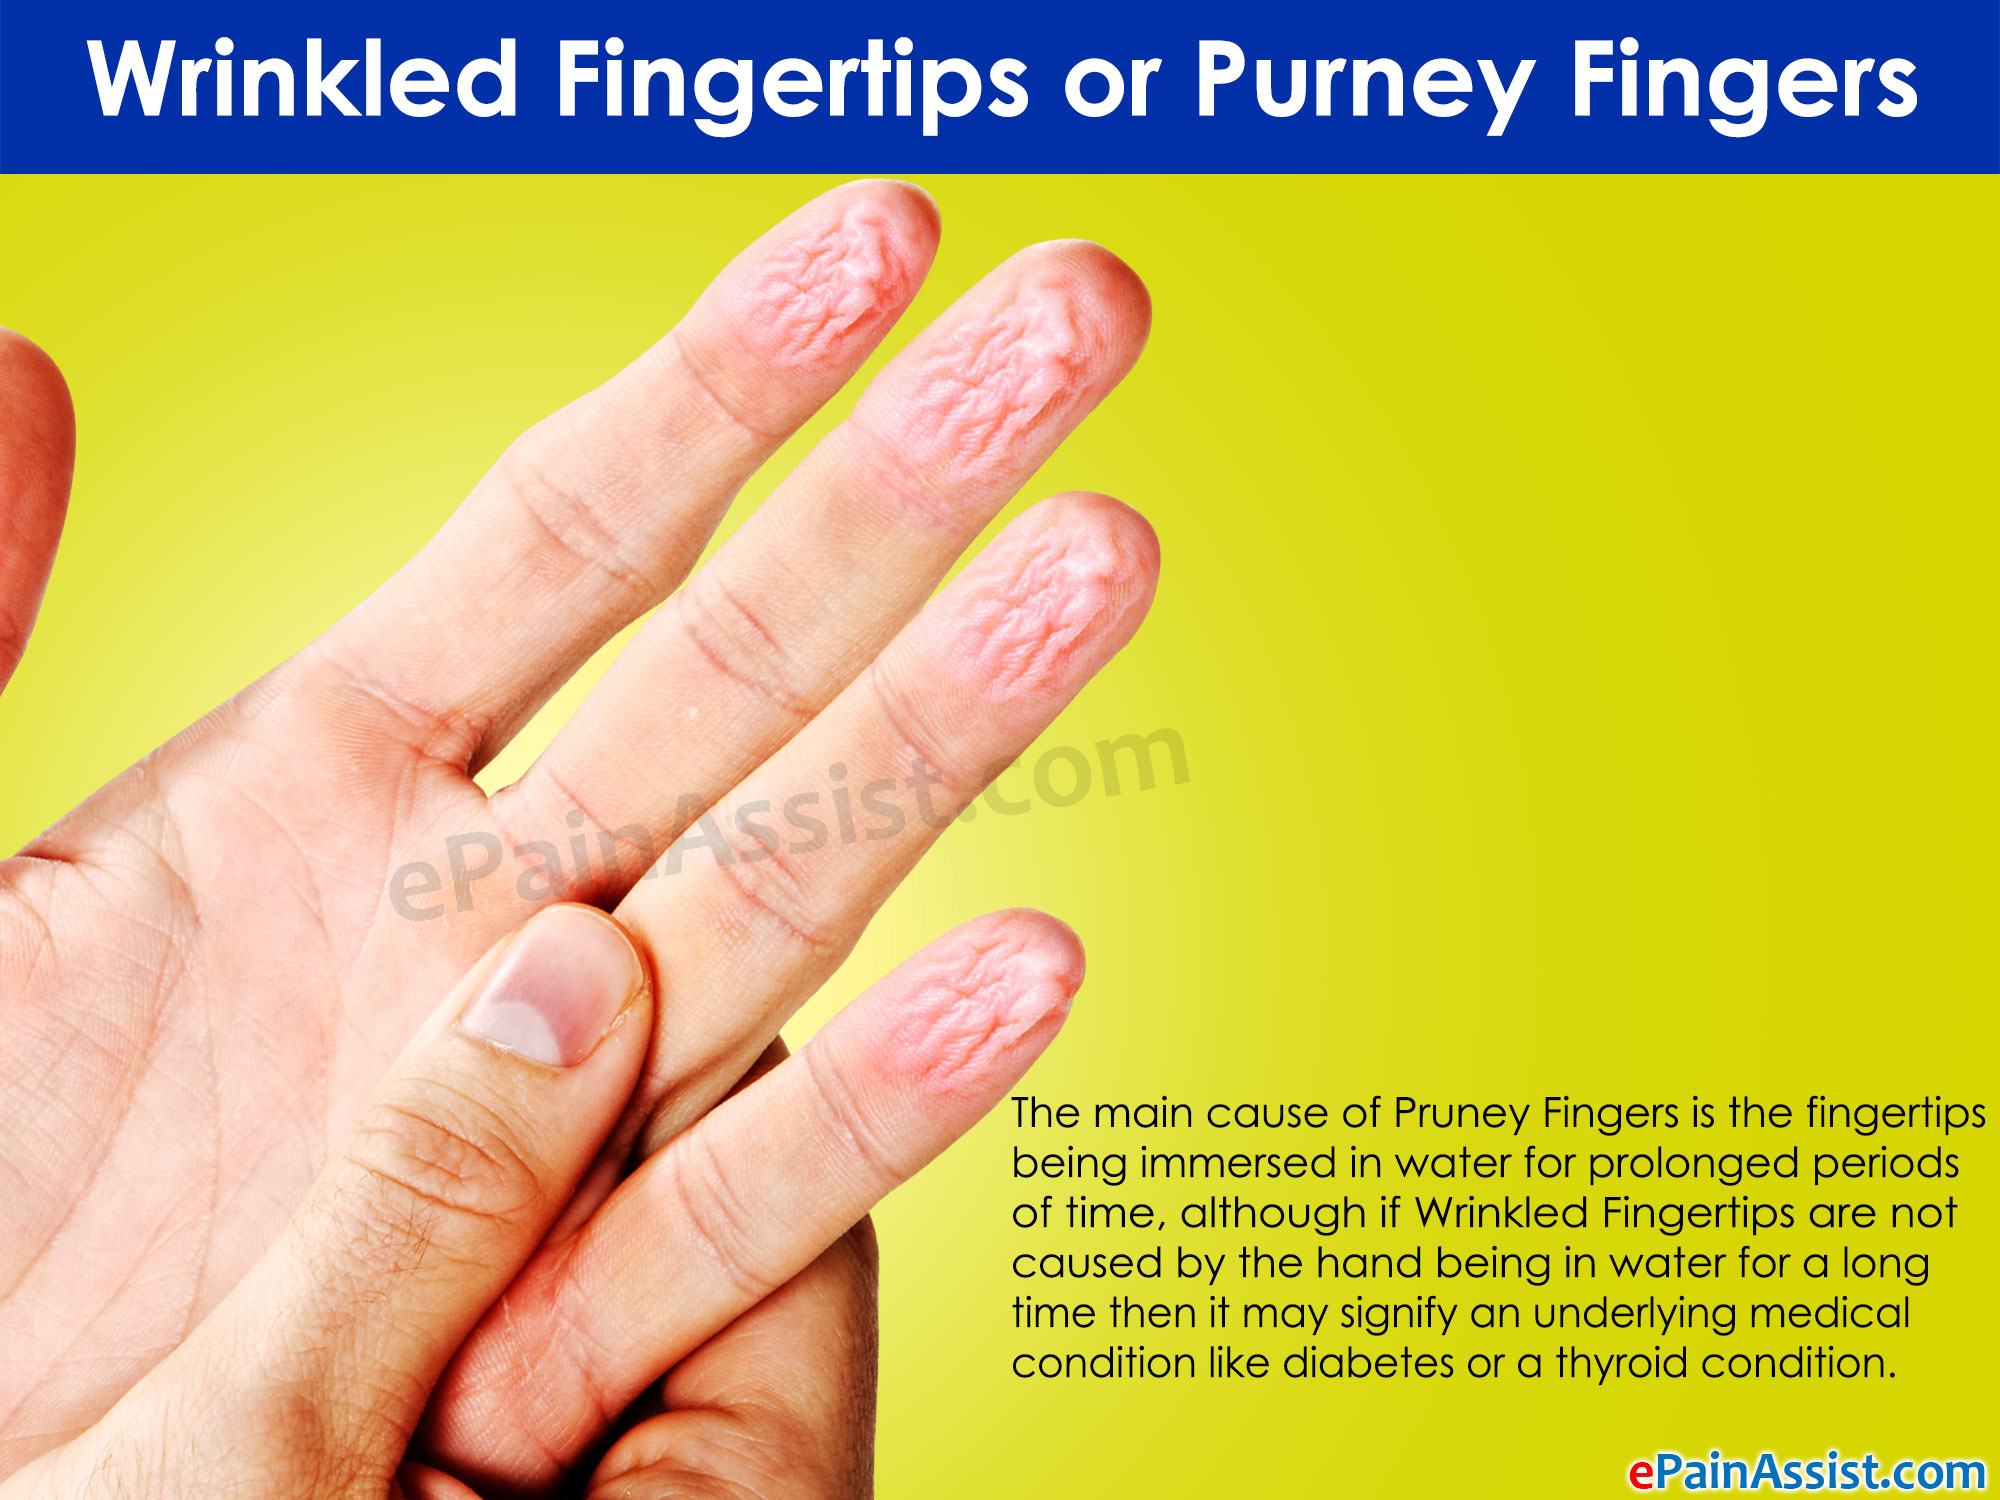 Wrinkled Fingertips or Purney Fingers
ePainAssist.com
The main cause of Pruney Fingers is the fingertips
being immersed in water for prolonged periods
of time, although if Wrinkled Fingertips are not
caused by the hand being in water for a long
time then it may signify an underlying medical
condition like diabetes or a thyroid condition.
ePainAssist.com